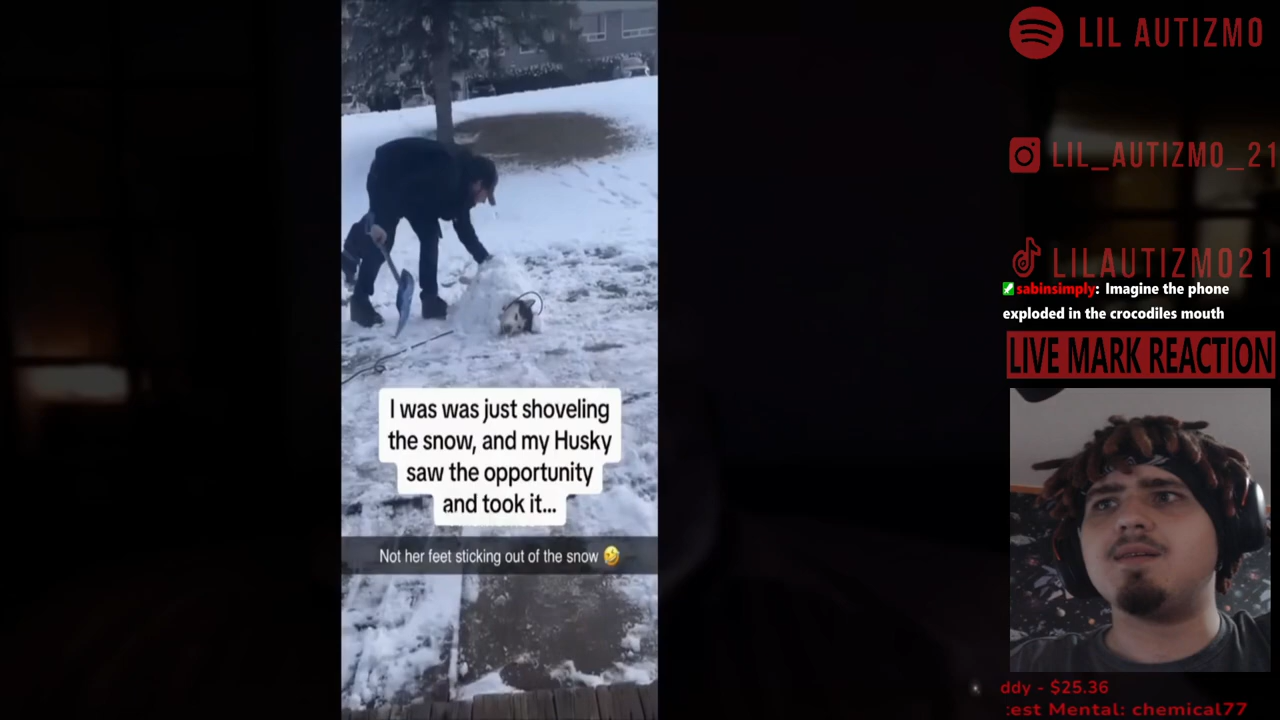 LIL AUTIZMO
LIL_AUTIZMO_21
LILAUTIZMO21
sabinsimply: Imagine the phone
exploded in the crocodiles mouth
LIVE MARK REACTION
I was was just shoveling
the snow, and my Husky
saw the opportunity
and took it...
Not her feet sticking out of the snow 🤣
ddy - $25.36
:est Mental: chemical77